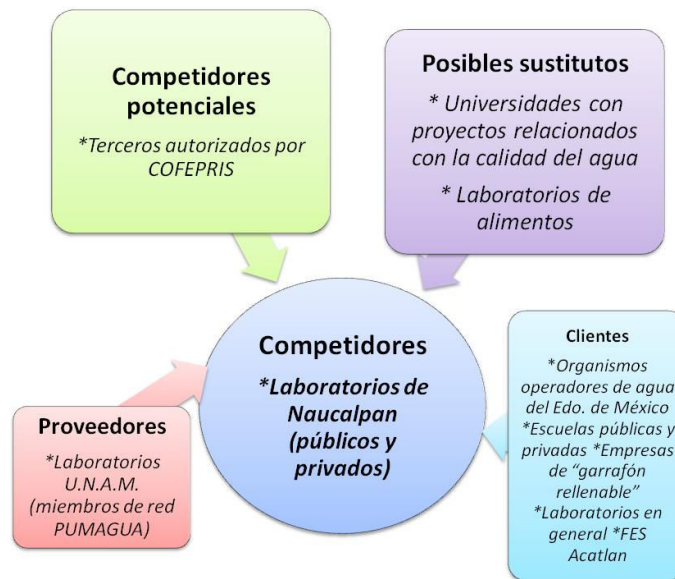 Competidores
potenciales
*Terceros autorizados por
COFEPRIS
Posibles sustitutos
* Universidades con
proyectos relacionados
con la calidad del agua
* Laboratorios de
alimentos
Competidores
*Laboratorios de
Naucalpan
(públicos y
privados)
Clientes
*Organismos
operadores de agua
del Edo. de México
*Escuelas públicas y
privadas *Empresas
de “garrafón
rellenable”
*Laboratorios en
general *FES
Acatlan
Proveedores
*Laboratorios
U.N.A.M.
(miembros de red
PUMAGUA)